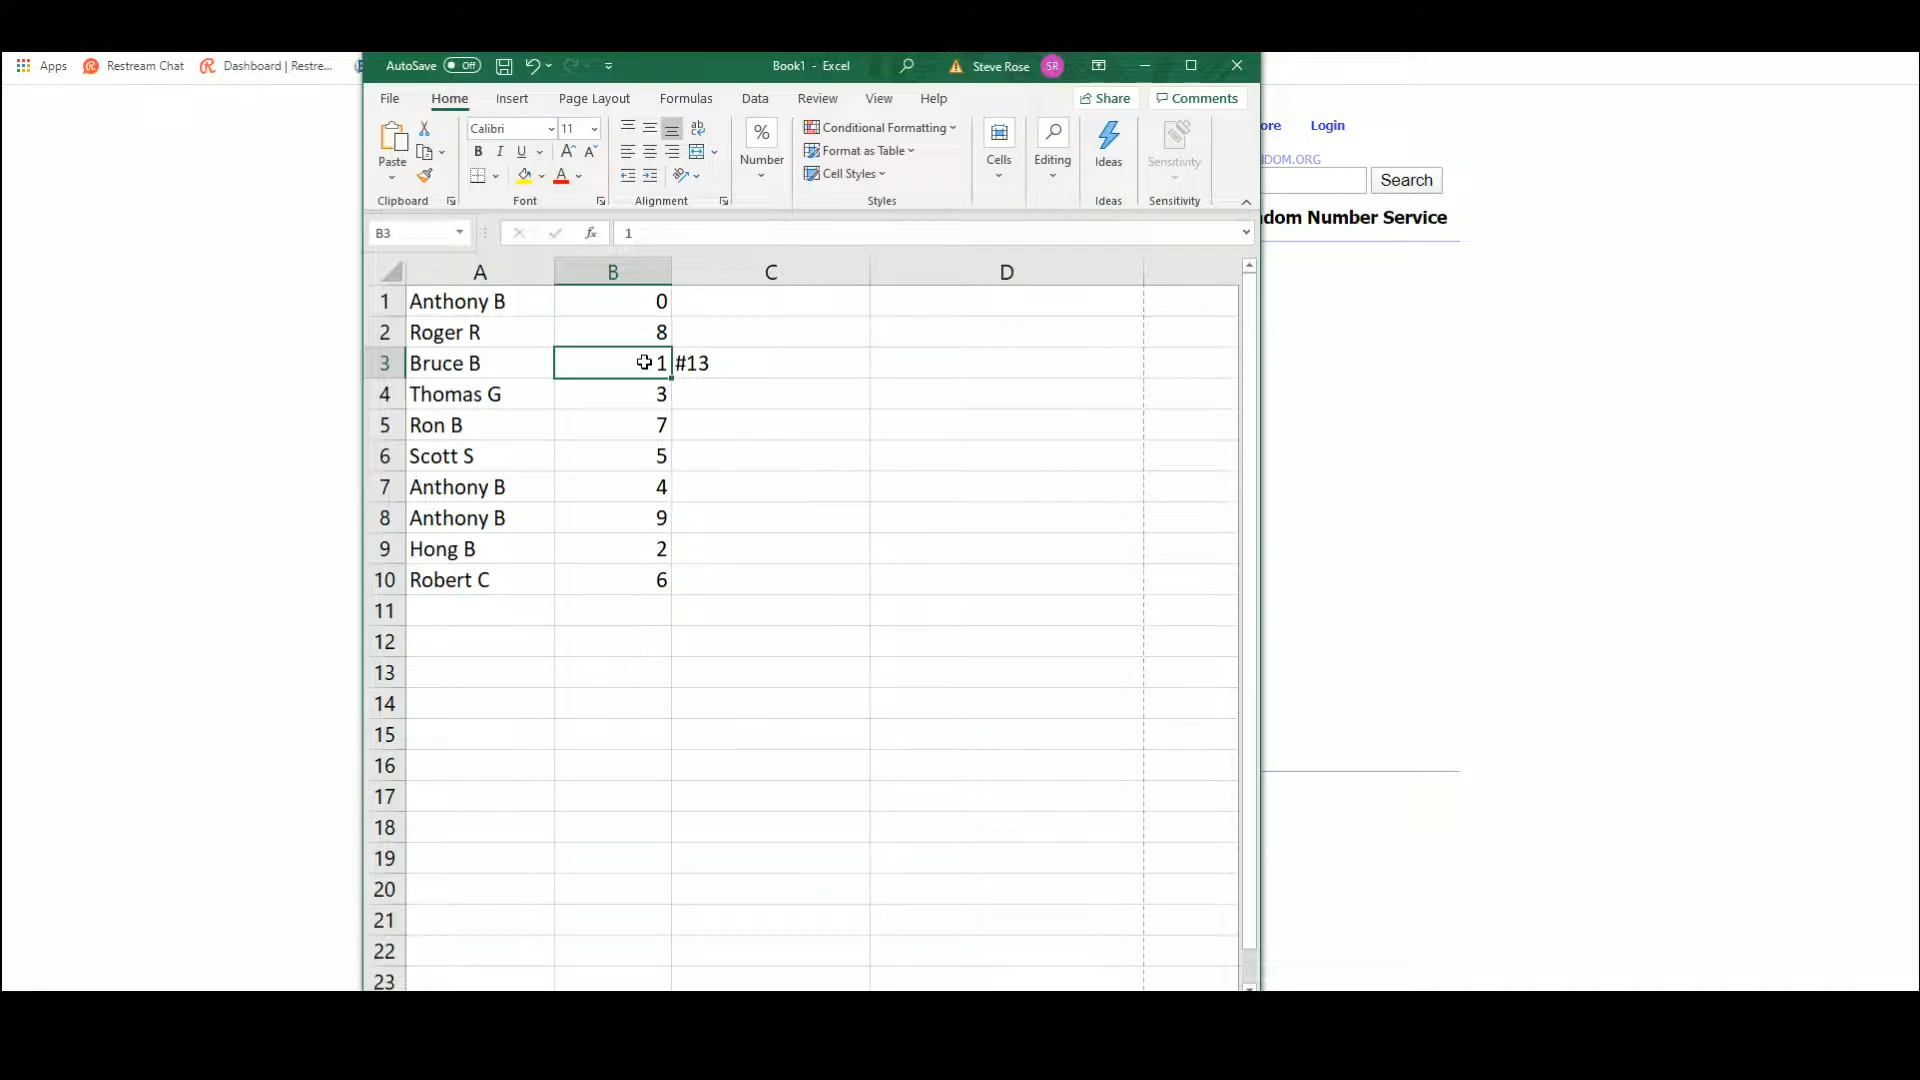 Apps Restream Chat Dashboard | Restre...
AutoSave Off Book1 - Excel Steve Rose SR
File Home Insert Page Layout Formulas Data Review View Help Share Comments
Paste Calibri 11 B I U A A A ab % Number Conditional Formatting Format as Table Cell Styles Cells Editing Ideas Sensitivity
Clipboard Font Alignment Styles Ideas Sensitivity
B3 fx 1
A B C D
1 Anthony B 0
2 Roger R 8
3 Bruce B 1 #13
4 Thomas G 3
5 Ron B 7
6 Scott S 5
7 Anthony B 4
8 Anthony B 9
9 Hong B 2
10 Robert C 6
11
12
13
14
15
16
17
18
19
20
21
22
23
ore Login
DOM.ORG
Search
dom Number Service